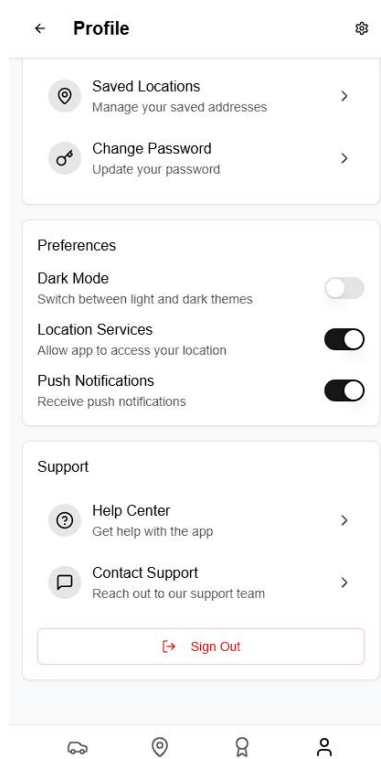 Profile
Saved Locations
Manage your saved addresses
Change Password
Update your password
Preferences
Dark Mode
Switch between light and dark themes
Location Services
Allow app to access your location
Push Notifications
Receive push notifications
Support
Help Center
Get help with the app
Contact Support
Reach out to our support team
Sign Out